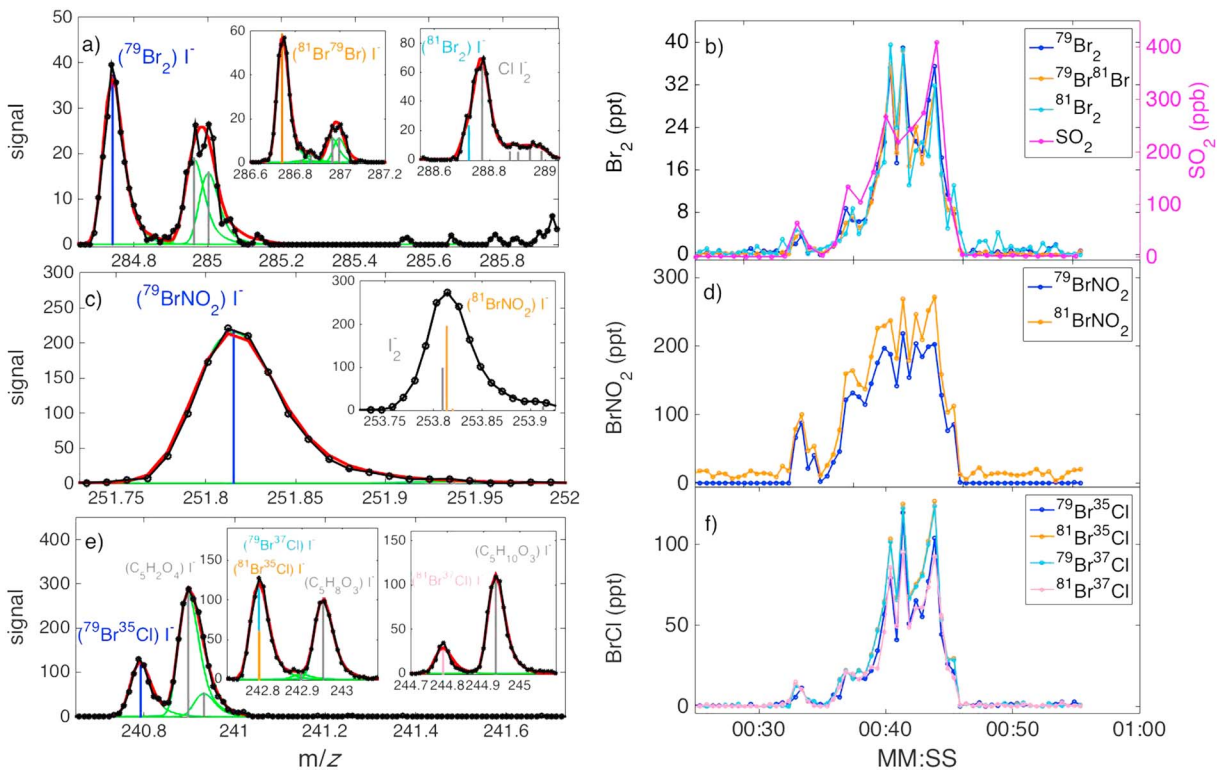 a)
signal
50
40
30
20
10
0
(⁷⁹Br₂) I⁻
284.8
285
285.2
285.4
285.6
285.8
60
40
20
0
(⁸¹Br⁷⁹Br) I⁻
286.6
286.8
287
287.2
100
80
60
40
20
0
(⁸¹Br₂) I⁻
Cl I₂⁻
288.6
288.8
289
b)
Br₂ (ppt)
40
32
24
16
8
0
⁷⁹Br₂
⁷⁹Br⁸¹Br
⁸¹Br₂
SO₂
400
300
200
100
0
SO₂ (ppb)
c)
signal
300
250
200
150
100
50
0
(⁷⁹BrNO₂) I⁻
251.75
251.8
251.85
251.9
251.95
252
300
200
100
0
I₂⁻
(⁸¹BrNO₂) I⁻
253.75
253.8
253.85
253.9
d)
BrNO₂ (ppt)
300
200
100
0
⁷⁹BrNO₂
⁸¹BrNO₂
e)
signal
400
300
200
100
0
(⁷⁹Br³⁵Cl) I⁻
(C₅H₂O₄) I⁻
240.8
241
241.2
241.4
241.6
m/z
150
100
50
0
(⁷⁹Br³⁷Cl) I⁻
(⁸¹Br³⁵Cl) I⁻
(C₅H₈O₃) I⁻
242.8
242.9
243
150
100
50
0
(⁸¹Br³⁷Cl) I
(C₅H₁₀O₃) I⁻
244.7
244.8
244.9
245
f)
BrCl (ppt)
100
50
0
⁷⁹Br³⁵Cl
⁸¹Br³⁵Cl
⁷⁹Br³⁷Cl
⁸¹Br³⁷Cl
00:30
00:40
00:50
01:00
MM:SS